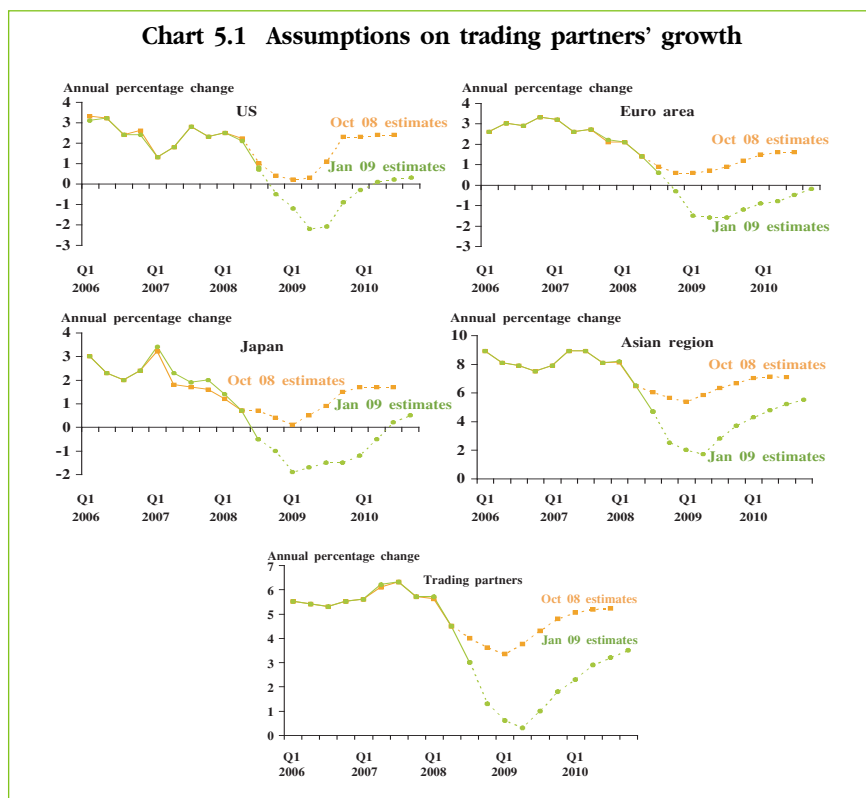 Chart 5.1 Assumptions on trading partners' growth
Annual percentage change
US
4
3
2
1
0
-1
-2
-3
Oct 08 estimates
Jan 09 estimates
Q1 Q1 Q1 Q1 Q1
2006 2007 2008 2009 2010
Annual percentage change
Euro area
4
3
2
1
0
-1
-2
-3
Oct 08 estimates
Jan 09 estimates
Q1 Q1 Q1 Q1 Q1
2006 2007 2008 2009 2010
Annual percentage change
Japan
4
3
2
1
0
-1
-2
Oct 08 estimates
Jan 09 estimates
Q1 Q1 Q1 Q1 Q1
2006 2007 2008 2009 2010
Annual percentage change
Asian region
10
8
6
4
2
0
Oct 08 estimates
Jan 09 estimates
Q1 Q1 Q1 Q1 Q1
2006 2007 2008 2009 2010
Annual percentage change
Trading partners
7
6
5
4
3
2
1
0
Oct 08 estimates
Jan 09 estimates
Q1 Q1 Q1 Q1 Q1
2006 2007 2008 2009 2010